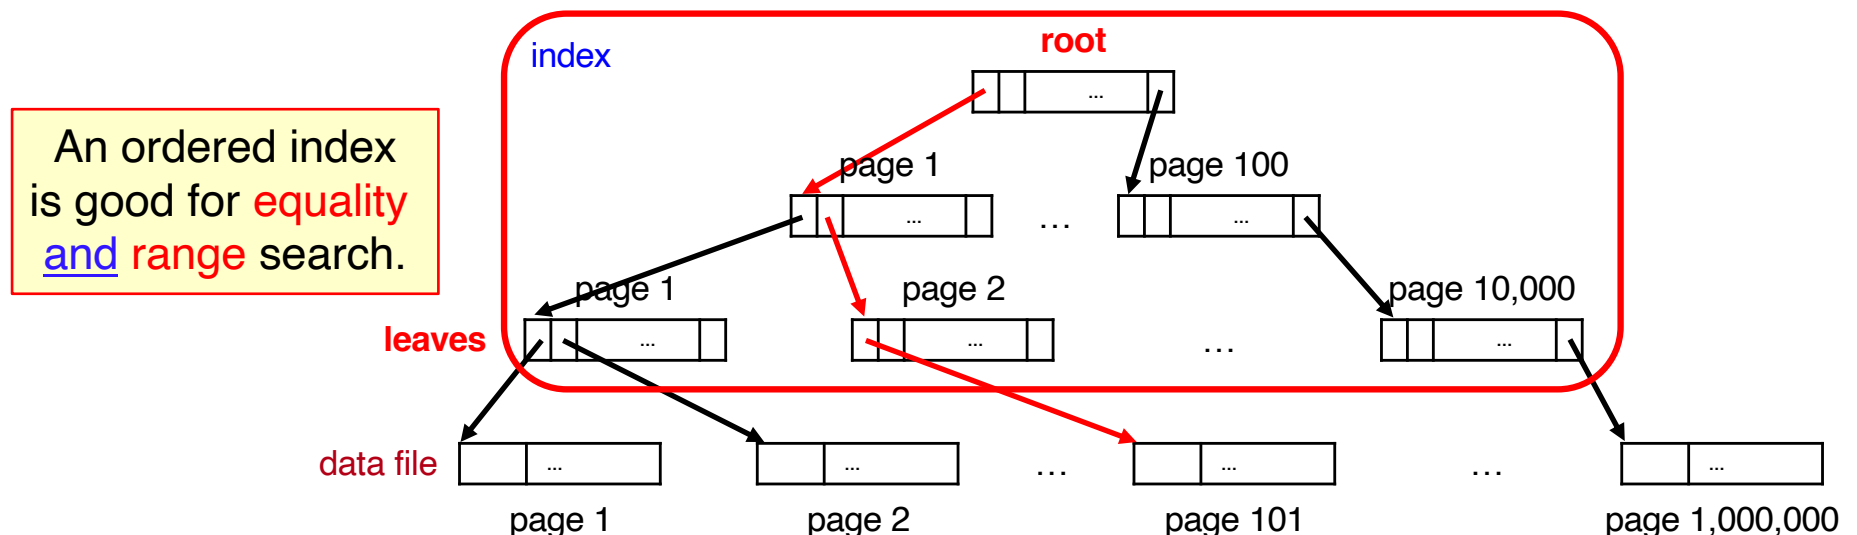 root
index
...
An ordered index
is good for equality
and range search.
page 1
page 100
...
...
...
page 1
page 2
page 10,000
leaves
...
...
...
...
data file
...
...
...
...
...
...
page 1
page 2
page 101
page 1,000,000